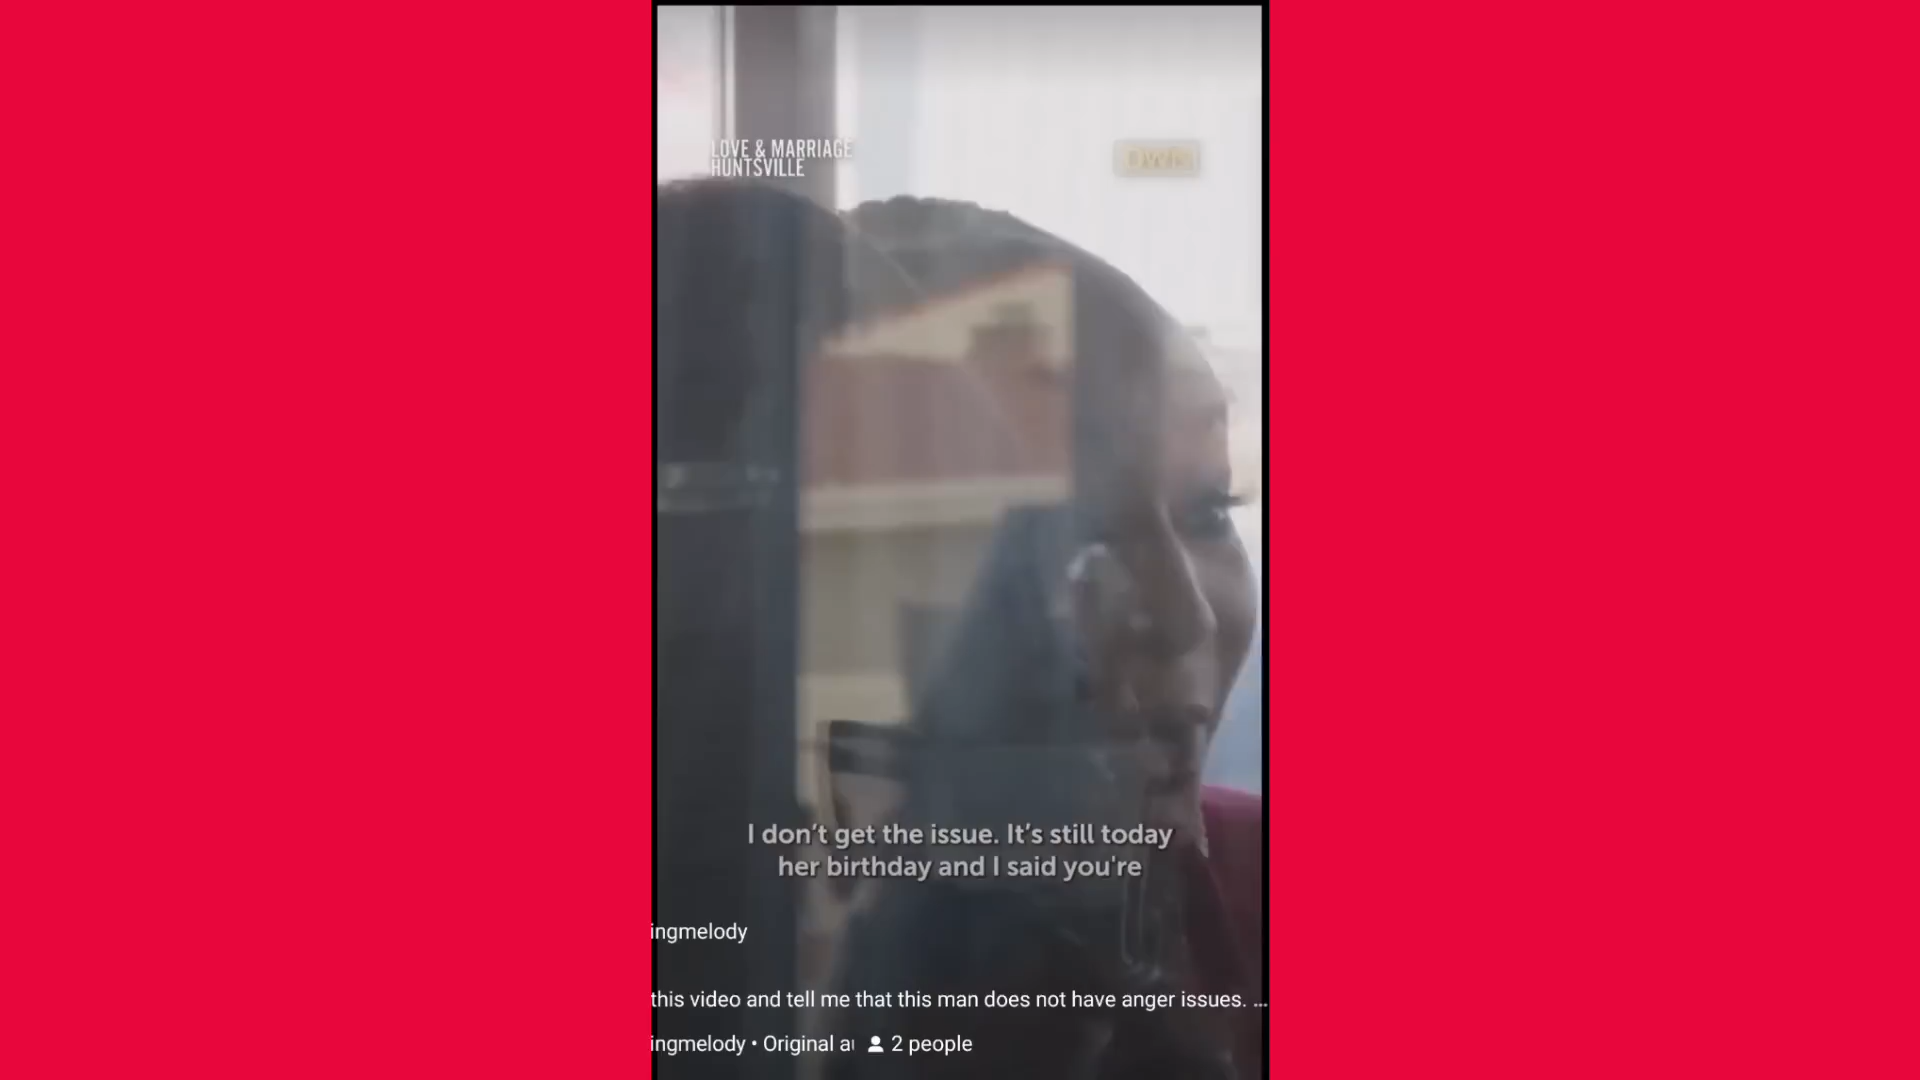 LOVE & MARRIAGE
HUNTSVILLE
OWN
I don't get the issue. It's still today
her birthday and I said you're
ingmelody
this video and tell me that this man does not have anger issues. ...
ingmelody • Original a
2 people